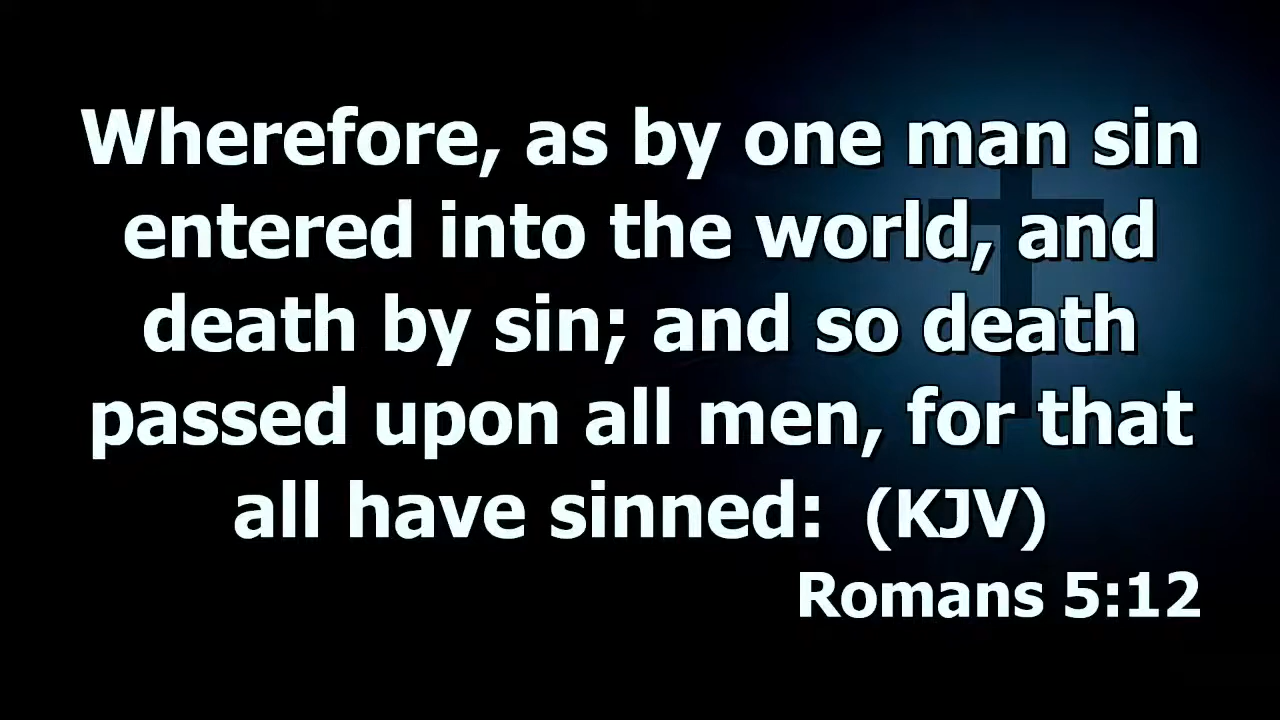 Wherefore, as by one man sin
entered into the world, and
death by sin; and so death
passed upon all men, for that
all have sinned: (KJV)
Romans 5:12